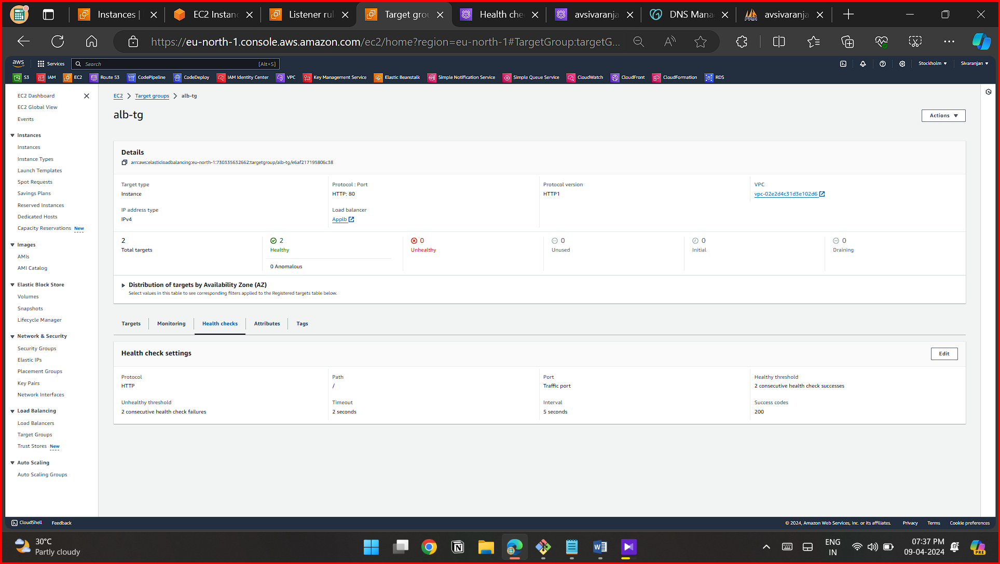 Instances |
EC2 Instanc
Listener rul
Target grou
Health che
avsivaranja
DNS Mana
avsivaranja
https://eu-north-1.console.aws.amazon.com/ec2/home?region=eu-north-1#TargetGroup:targetG...
aws
Services
Search
[Alt+S]
Stockholm
Sivaranjan
S3
IAM
EC2
Route 53
CodePipeline
CodeDeploy
IAM Identity Center
VPC
Key Management Service
Elastic Beanstalk
Simple Notification Service
Simple Queue Service
CloudWatch
CloudFront
CloudFormation
RDS
EC2 Dashboard
EC2 Global View
Events
Instances
Instances
Instance Types
Launch Templates
Spot Requests
Savings Plans
Reserved Instances
Dedicated Hosts
Capacity Reservations New
Images
AMIs
AMI Catalog
Elastic Block Store
Volumes
Snapshots
Lifecycle Manager
Network & Security
Security Groups
Elastic IPs
Placement Groups
Key Pairs
Network Interfaces
Load Balancing
Load Balancers
Target Groups
Trust Stores New
Auto Scaling
Auto Scaling Groups
EC2 > Target groups > alb-tg
alb-tg
Actions
Details
arn:aws:elasticloadbalancing:eu-north-1:730335632662:targetgroup/alb-tg/e6af217195806c38
Target type
Instance
Protocol : Port
HTTP: 80
Protocol version
HTTP1
VPC
vpc-02e2d4c31d3e102d6
IP address type
IPv4
Load balancer
Applb
2
Total targets
2
Healthy
0 Anomalous
0
Unhealthy
0
Unused
0
Initial
0
Draining
Distribution of targets by Availability Zone (AZ)
Select values in this table to see corresponding filters applied to the Registered targets table below.
Targets
Monitoring
Health checks
Attributes
Tags
Health check settings
Edit
Protocol
HTTP
Path
/
Port
Traffic port
Healthy threshold
2 consecutive health check successes
Unhealthy threshold
2 consecutive health check failures
Timeout
2 seconds
Interval
5 seconds
Success codes
200
CloudShell
Feedback
© 2024, Amazon Web Services, Inc. or its affiliates.
Privacy
Terms
Cookie preferences
30°C
Partly cloudy
ENG
IN
07:37 PM
09-04-2024
PRE